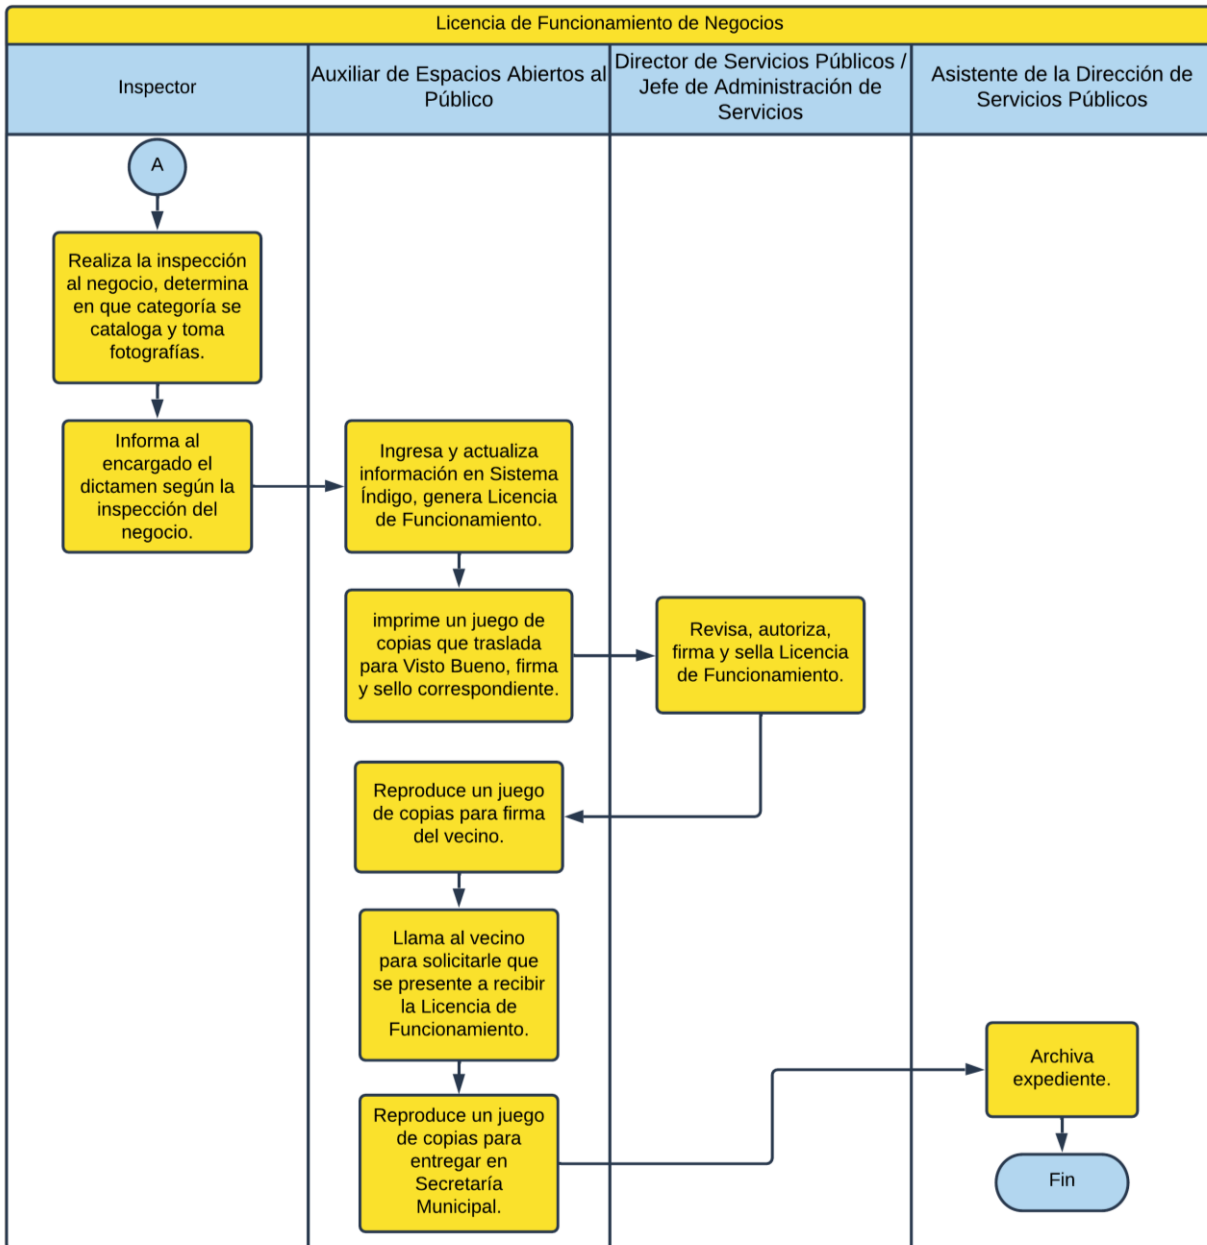 Licencia de Funcionamiento de Negocios
Inspector
Auxiliar de Espacios Abiertos al
Público
Director de Servicios Públicos /
Jefe de Administración de
Servicios
Asistente de la Dirección de
Servicios Públicos
A
Realiza la inspección
al negocio, determina
en que categoría se
cataloga y toma
fotografías.
Informa al
encargado el
dictamen según la
inspección del
negocio.
Ingresa y actualiza
información en Sistema
Índigo, genera Licencia
de Funcionamiento.
imprime un juego de
copias que traslada
para Visto Bueno, firma
y sello correspondiente.
Revisa, autoriza,
firma y sella Licencia
de Funcionamiento.
Reproduce un juego
de copias para firma
del vecino.
Llama al vecino
para solicitarle que
se presente a recibir
la Licencia de
Funcionamiento.
Reproduce un juego
de copias para
entregar en
Secretaría
Municipal.
Archiva
expediente.
Fin